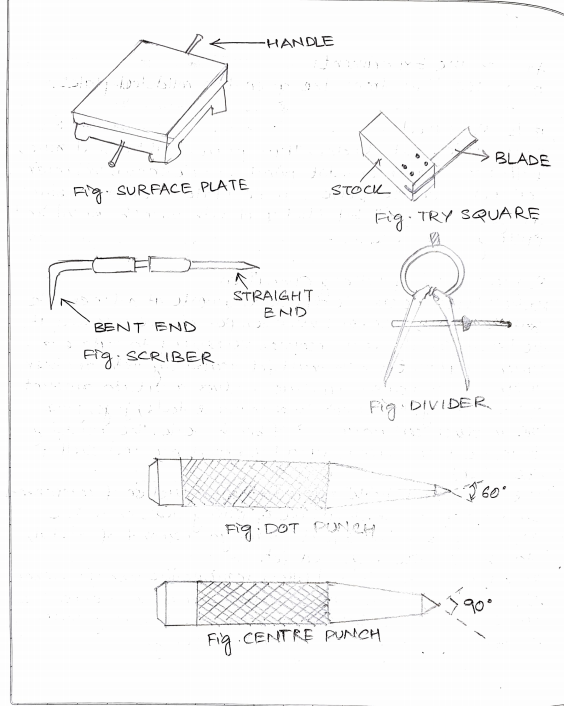 HANDLE
Fig. SURFACE PLATE
BLADE
STOCK
Fig. TRY SQUARE
STRAIGHT
END
BENT END
Fig. SCRIBER
Fig. DIVIDER
60°
Fig. DOT PUNCH
90°
Fig. CENTRE PUNCH